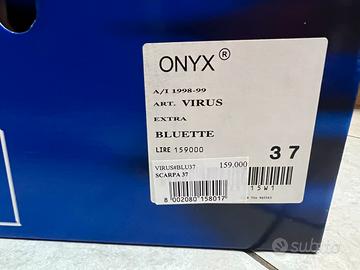 ONYX ®
A/I 1998-99
ART. VIRUS
EXTRA
BLUETTE
LIRE 159000
37
VIRUS#BLU37 159.000
SCARPA 37
15W1
8 002080 158017
subito